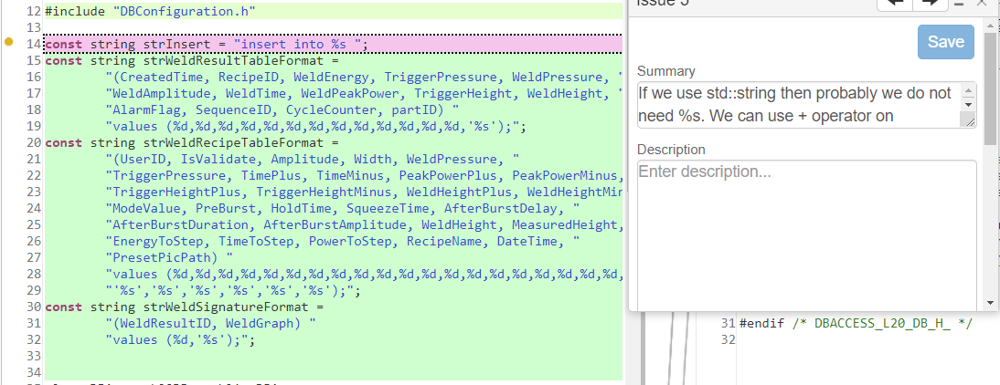 12 #include "DBConfiguration.h"
13
14 const string strInsert = "insert into %s ";
15 const string strWeldResultTableFormat =
16 "(CreatedTime, RecipeID, WeldEnergy, TriggerPressure, WeldPressure, "
17 "WeldAmplitude, WeldTime, WeldPeakPower, TriggerHeight, WeldHeight, "
18 "AlarmFlag, SequenceID, CycleCounter, partID) "
19 "values (%d,%d,%d,%d,%d,%d,%d,%d,%d,%d,%d,%d,%d,'%s');";
20 const string strWeldRecipeTableFormat =
21 "(UserID, IsValidate, Amplitude, Width, WeldPressure, "
22 "TriggerPressure, TimePlus, TimeMinus, PeakPowerPlus, PeakPowerMinus,
23 "TriggerHeightPlus, TriggerHeightMinus, WeldHeightPlus, WeldHeightMin
24 "ModeValue, PreBurst, HoldTime, SqueezeTime, AfterBurstDelay, "
25 "AfterBurstDuration, AfterBurstAmplitude, WeldHeight, MeasuredHeight,
26 "EnergyToStep, TimeToStep, PowerToStep, RecipeName, DateTime, "
27 "PresetPicPath) "
28 "values (%d,%d,%d,%d,%d,%d,%d,%d,%d,%d,%d,%d,%d,%d,%d,%d,%d,%d,%d,%d,
29 "'%s','%s','%s','%s','%s','%s');";
30 const string strWeldSignatureFormat =
31 "(WeldResultID, WeldGraph) "
32 "values (%d,'%s');";
33
34
Issue 5
Save
Summary
If we use std::string then probably we do not
need %s. We can use + operator on
Description
Enter description...
31 #endif /* DBACCESS_L20_DB_H_ */
32